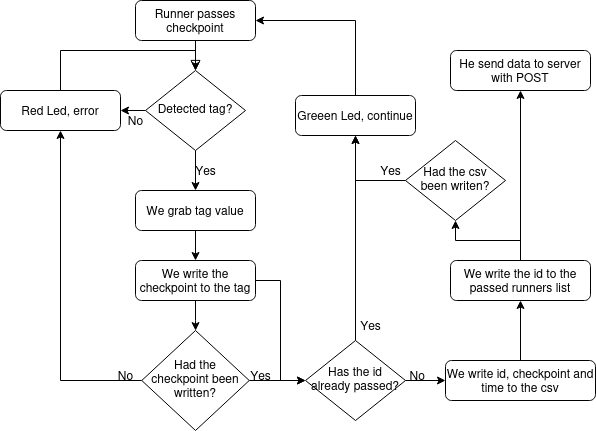 Runner passes
checkpoint
He send data to server
with POST
Red Led, error
Detected tag?
Greeen Led, continue
No
Yes
Yes
Had the csv
been writen?
We grab tag value
We write the
checkpoint to the tag
We write the id to the
passed runners list
Yes
Had the
checkpoint been
written?
No
Yes
Has the id
already passed?
No
We write id, checkpoint and
time to the csv